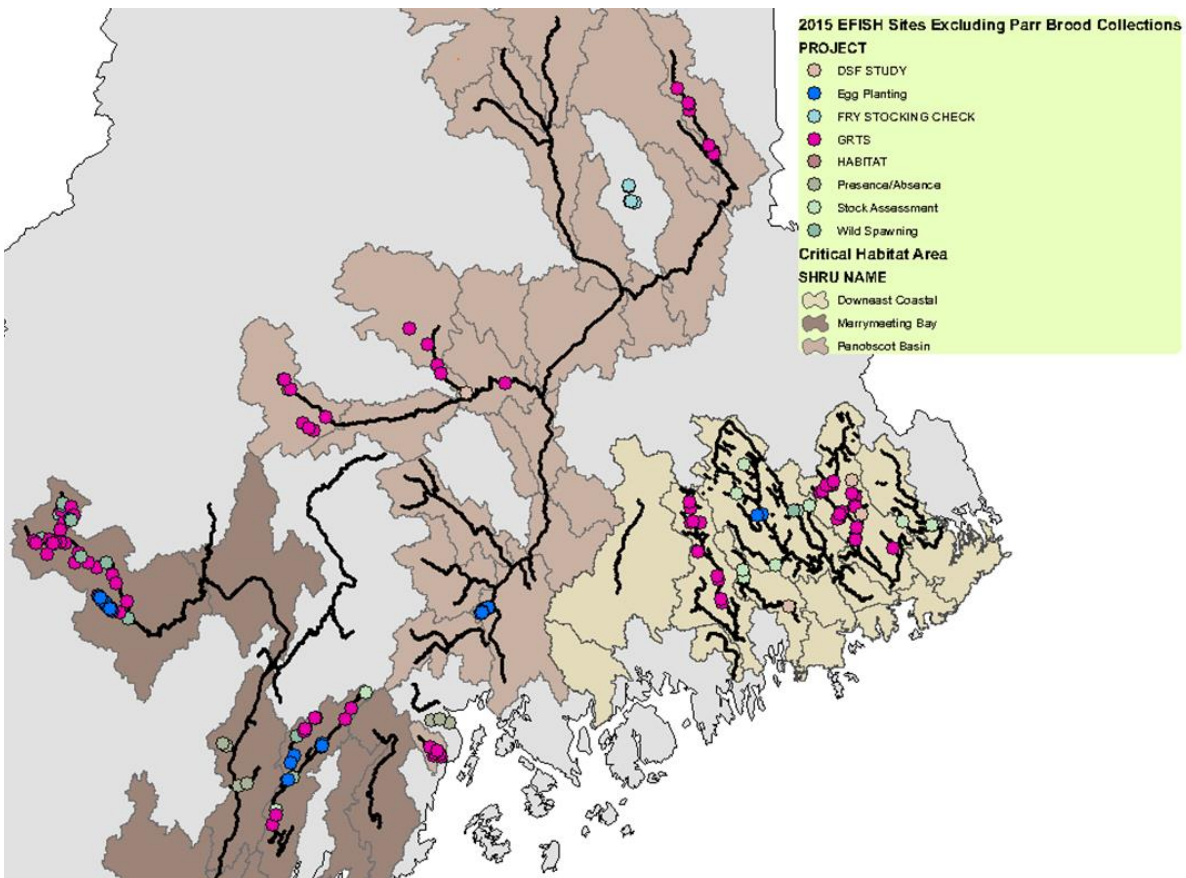 2015 EFISH Sites Excluding Parr Brood Collections
PROJECT
DSF STUDY
Egg Planting
FRY STOCKING CHECK
GRTS
HABITAT
Presence/Absence
Stock Assessment
Wild Spawning
Critical Habitat Area
SHRU NAME
Downeast Coastal
Merrymeeting Bay
Penobscot Basin